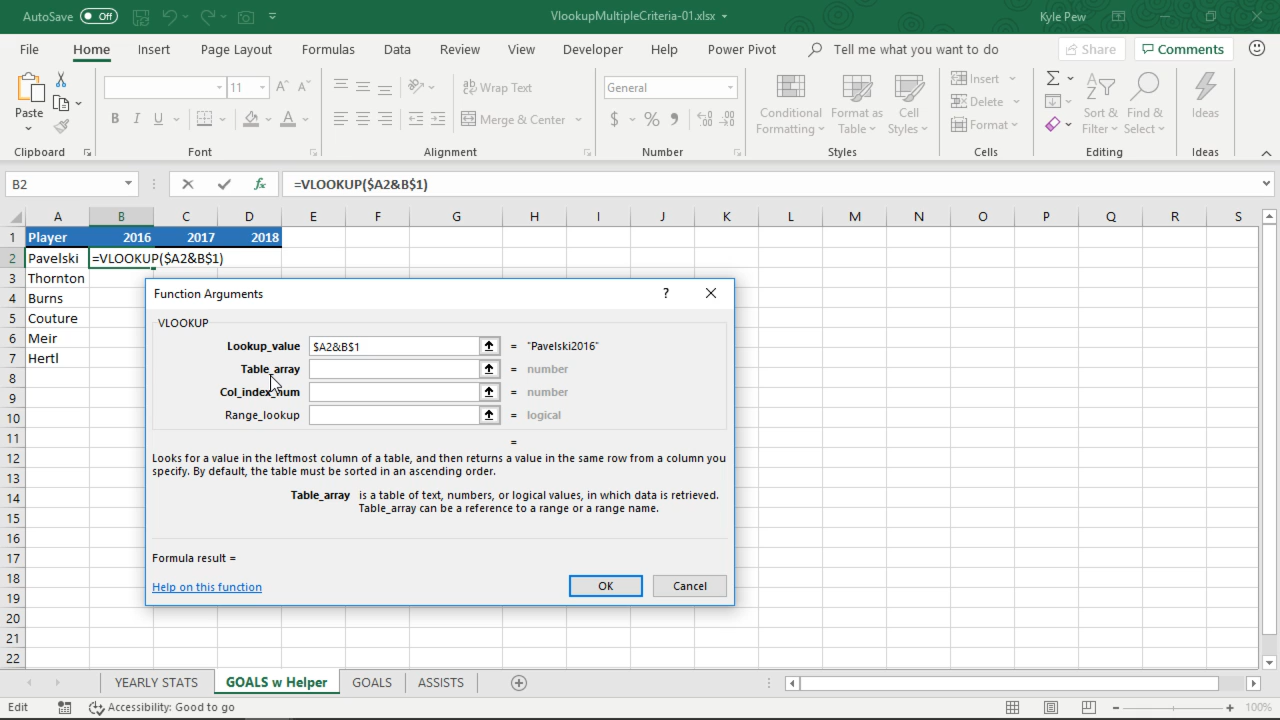 AutoSave Off VlookupMultipleCriteria-01.xlsx Kyle Pew
File Home Insert Page Layout Formulas Data Review View Developer Help Power Pivot Tell me what you want to do Share Comments
Paste
11
Wrap Text
Merge & Center
General
$ % 9
Conditional Formatting
Format as Table
Cell Styles
Insert
Delete
Format
Sort & Filter
Find & Select
Ideas
B I U
Clipboard Font Alignment Number Styles Cells Editing Ideas
B2 fx =VLOOKUP($A2&B$1)
A B C D E F G H I J K L M N O P Q R S
1 Player 2016 2017 2018
2 Pavelski =VLOOKUP($A2&B$1)
3 Thornton
4 Burns
5 Couture
6 Meir
7 Hertl
8
9
10
11
12
13
14
15
16
17
18
19
20
21
22
Function Arguments ?
VLOOKUP
Lookup_value $A2&B$1 = "Pavelski2016"
Table_array = number
Col_index_num = number
Range_lookup = logical
=
Looks for a value in the leftmost column of a table, and then returns a value in the same row from a column you
specify. By default, the table must be sorted in an ascending order.
Table_array is a table of text, numbers, or logical values, in which data is retrieved.
Table_array can be a reference to a range or a range name.
Formula result =
Help on this function OK Cancel
YEARLY STATS GOALS w Helper GOALS ASSISTS
Edit Accessibility: Good to go 100%